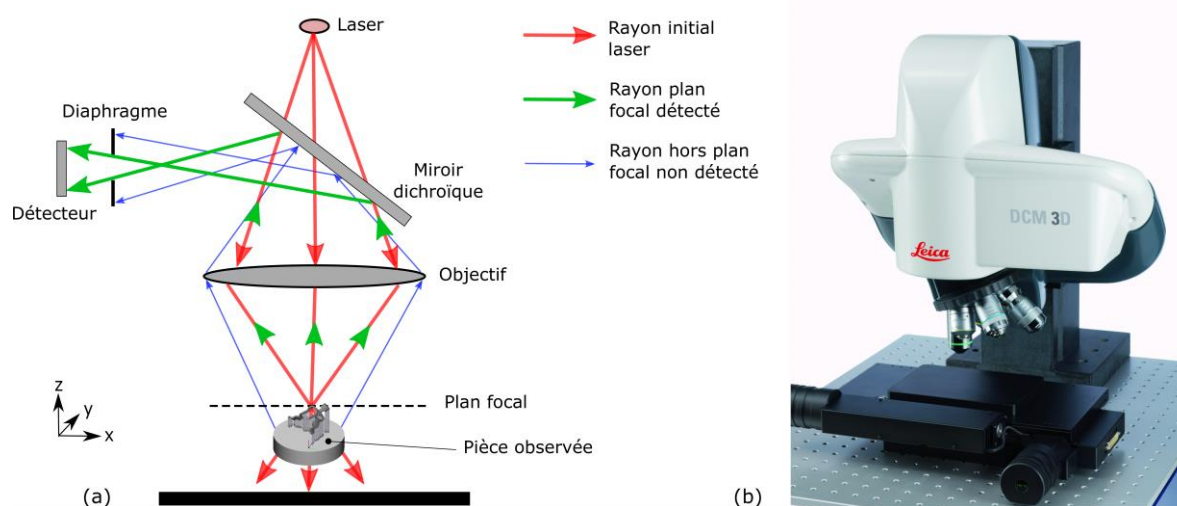 Laser
Rayon initial
laser
Diaphragme
Rayon plan
focal détecté
Miroir
dichroïque
Rayon hors plan
focal non détecté
Détecteur
DCM 3D
Leica
Objectif
z
y
x
Plan focal
Pièce observée
(a)
(b)